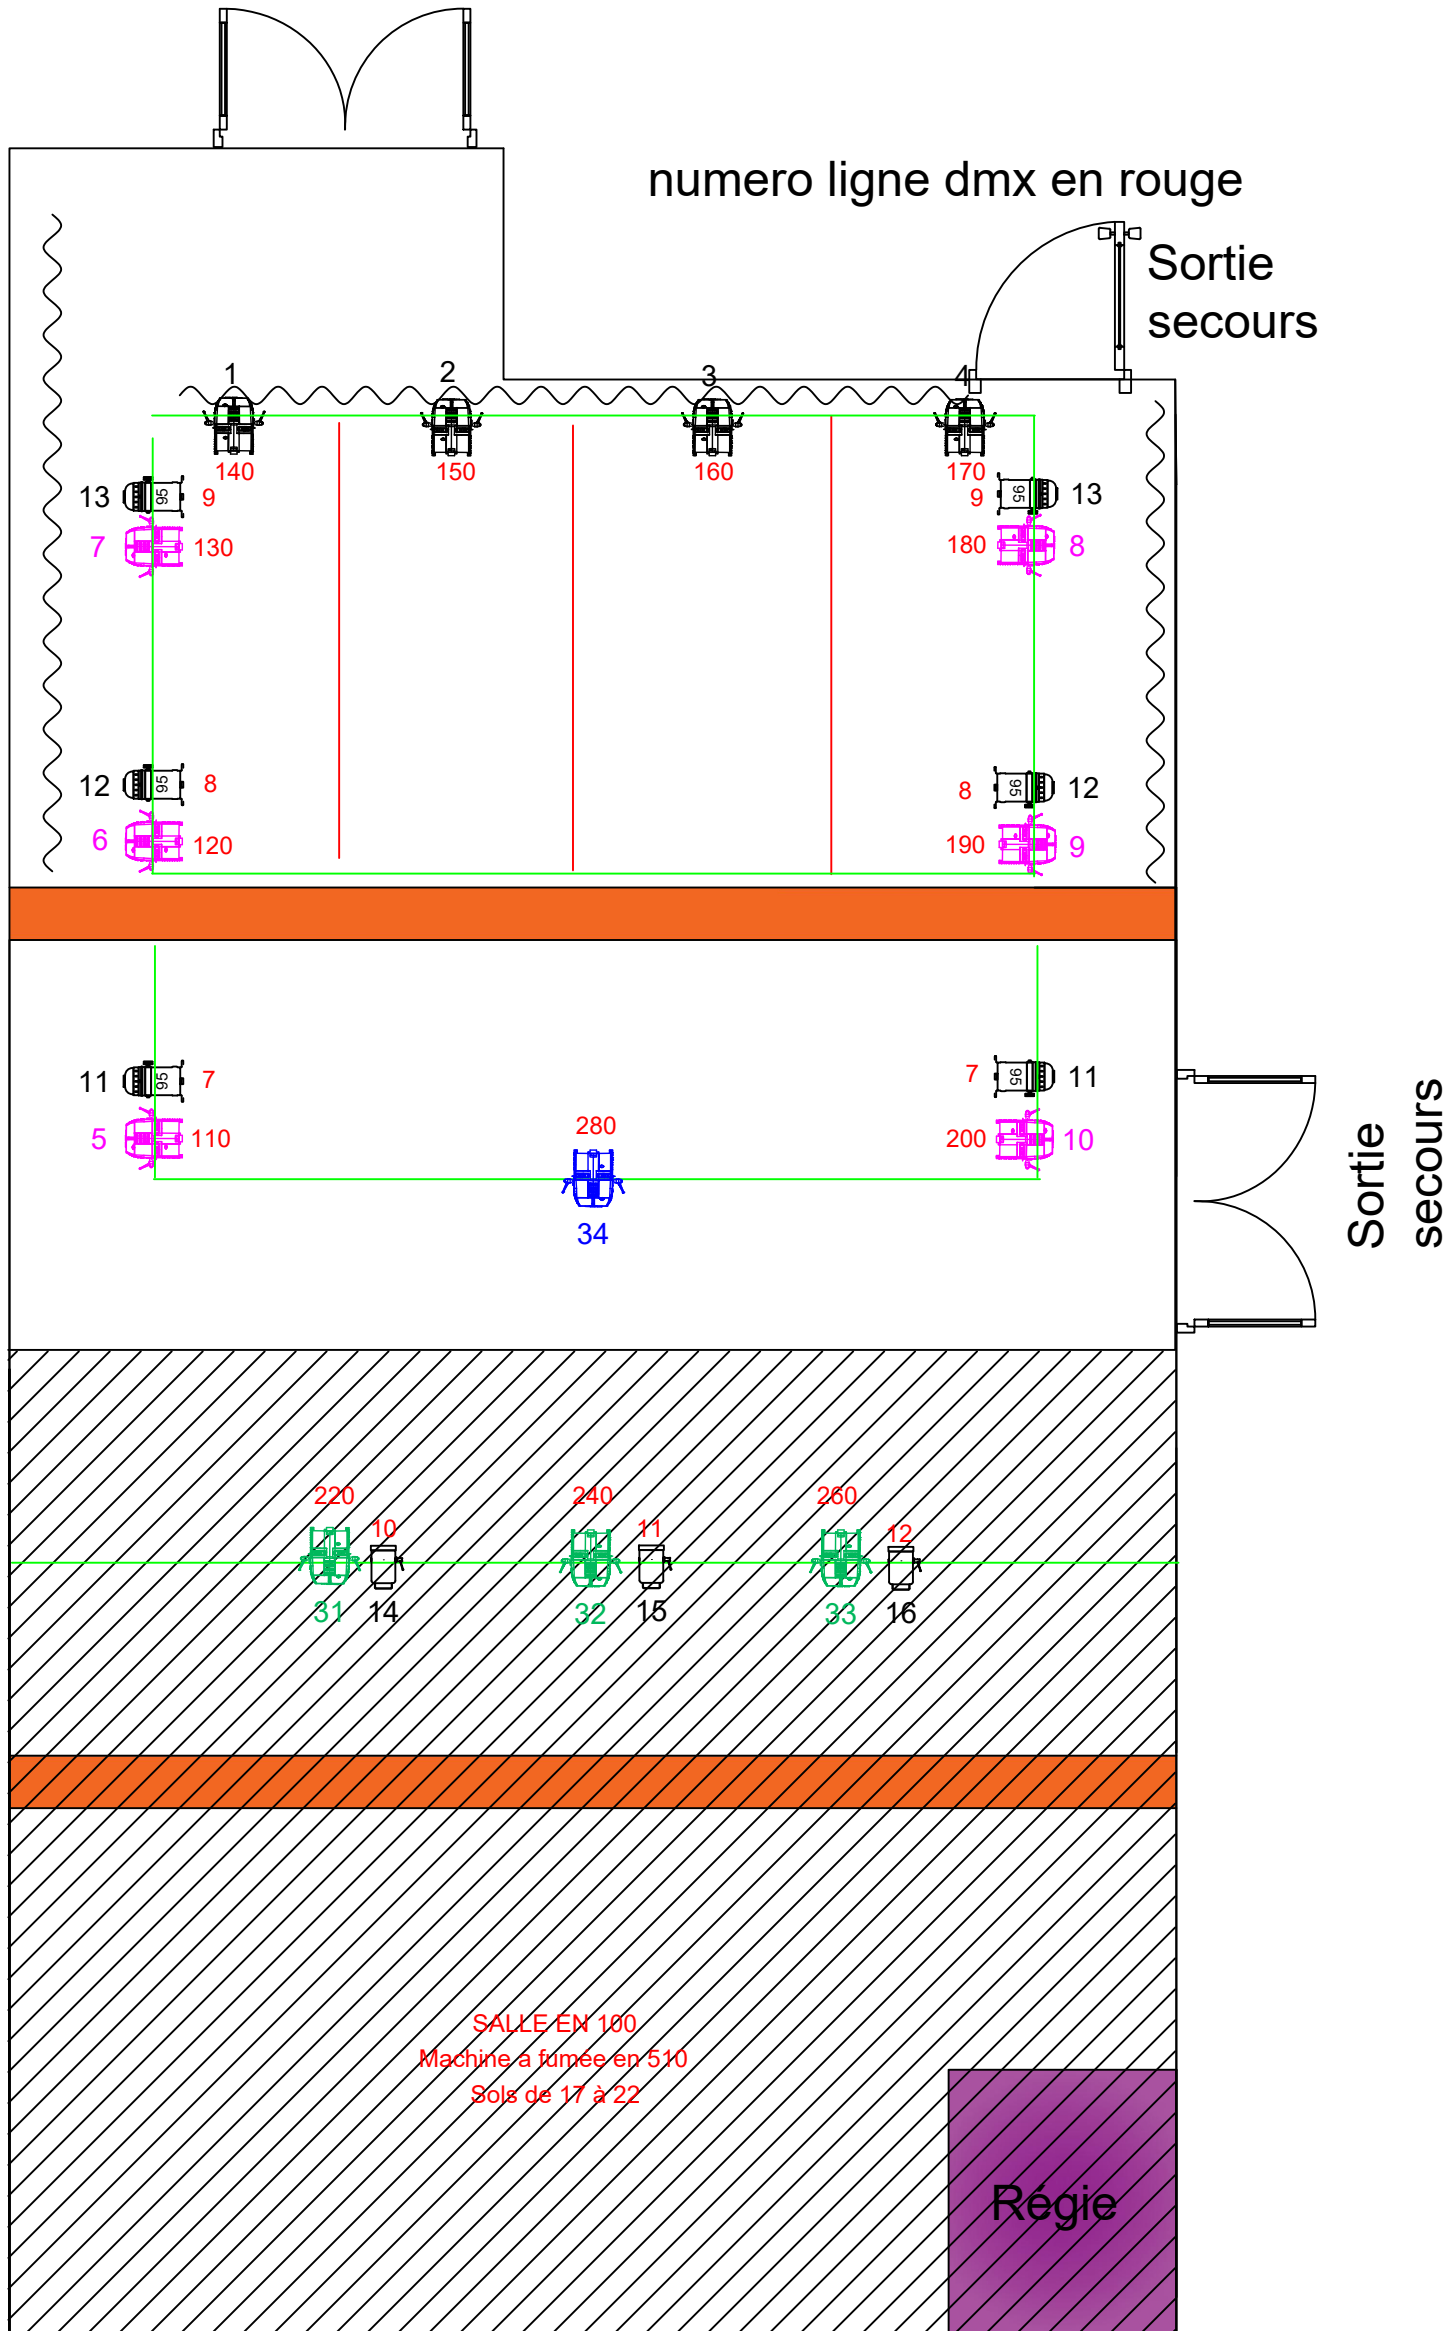 numero ligne dmx en rouge
Sortie
secours
1 2 3 4
140 150 160 170
13 95 9 9 95 13
7 130 180 8
12 95 8 8 95 12
6 120 190 9
11 95 7 7 95 11
5 110 280 200 10
34
Sortie
secours
220 240 260
10 11 12
31 14 32 15 33 16
SALLE EN 100
Machine a fumée en 510
Sols de 17 à 22
Régie